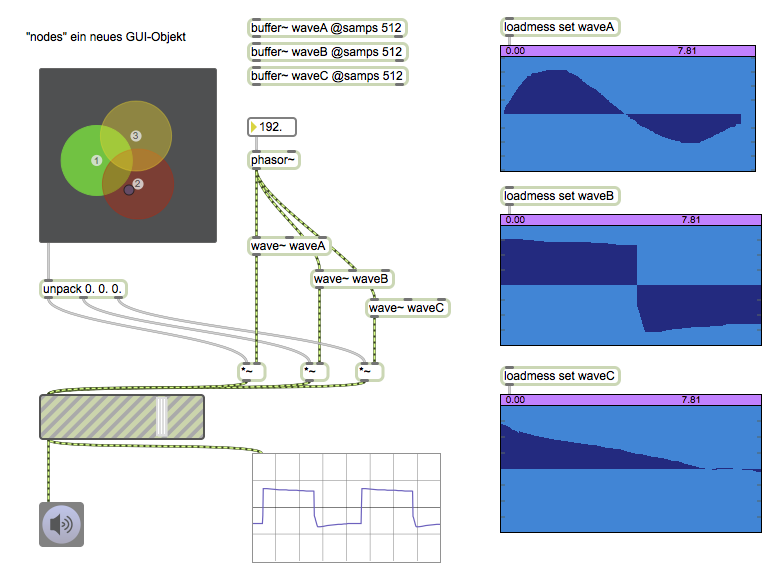 "nodes" ein neues GUI-Objekt
buffer~ waveA @samps 512
buffer~ waveB @samps 512
buffer~ waveC @samps 512
3
1
2
192.
phasor~
wave~ waveA
wave~ waveB
wave~ waveC
unpack 0. 0. 0.
*~
*~
*~
loadmess set waveA
0.00 7.81
loadmess set waveB
0.00 7.81
loadmess set waveC
0.00 7.81